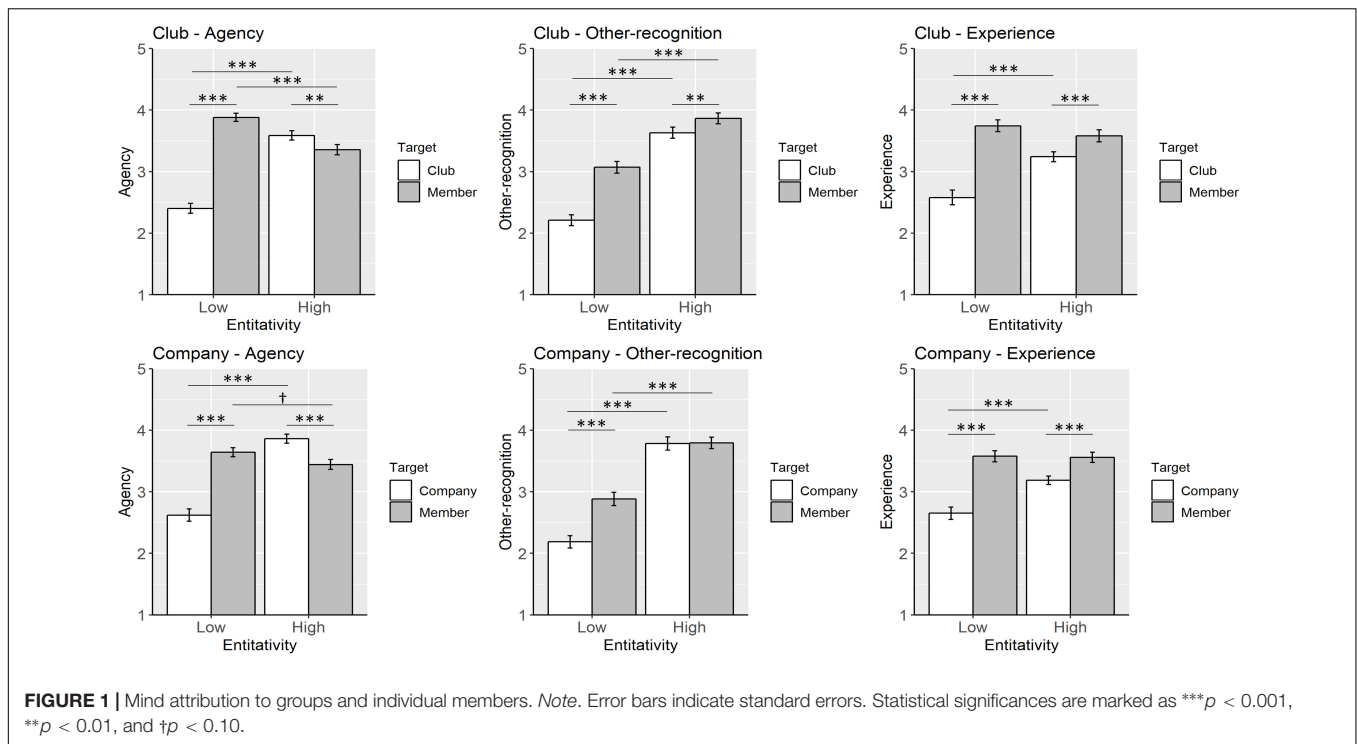 Club - Agency
5
4
3
2
1
Agency
***
***
***
**
Low
High
Entitativity
Target
Club
Member
Club - Other-recognition
5
4
3
2
1
Other-recognition
***
***
***
**
Low
High
Entitativity
Target
Club
Member
Club - Experience
5
4
3
2
1
Experience
***
***
***
Low
High
Entitativity
Target
Club
Member
Company - Agency
5
4
3
2
1
Agency
***
†
***
***
Low
High
Entitativity
Target
Company
Member
Company - Other-recognition
5
4
3
2
1
Other-recognition
***
***
***
Low
High
Entitativity
Target
Company
Member
Company - Experience
5
4
3
2
1
Experience
***
***
***
Low
High
Entitativity
Target
Company
Member
FIGURE 1 | Mind attribution to groups and individual members. Note. Error bars indicate standard errors. Statistical significances are marked as ***p < 0.001,
**p < 0.01, and †p < 0.10.